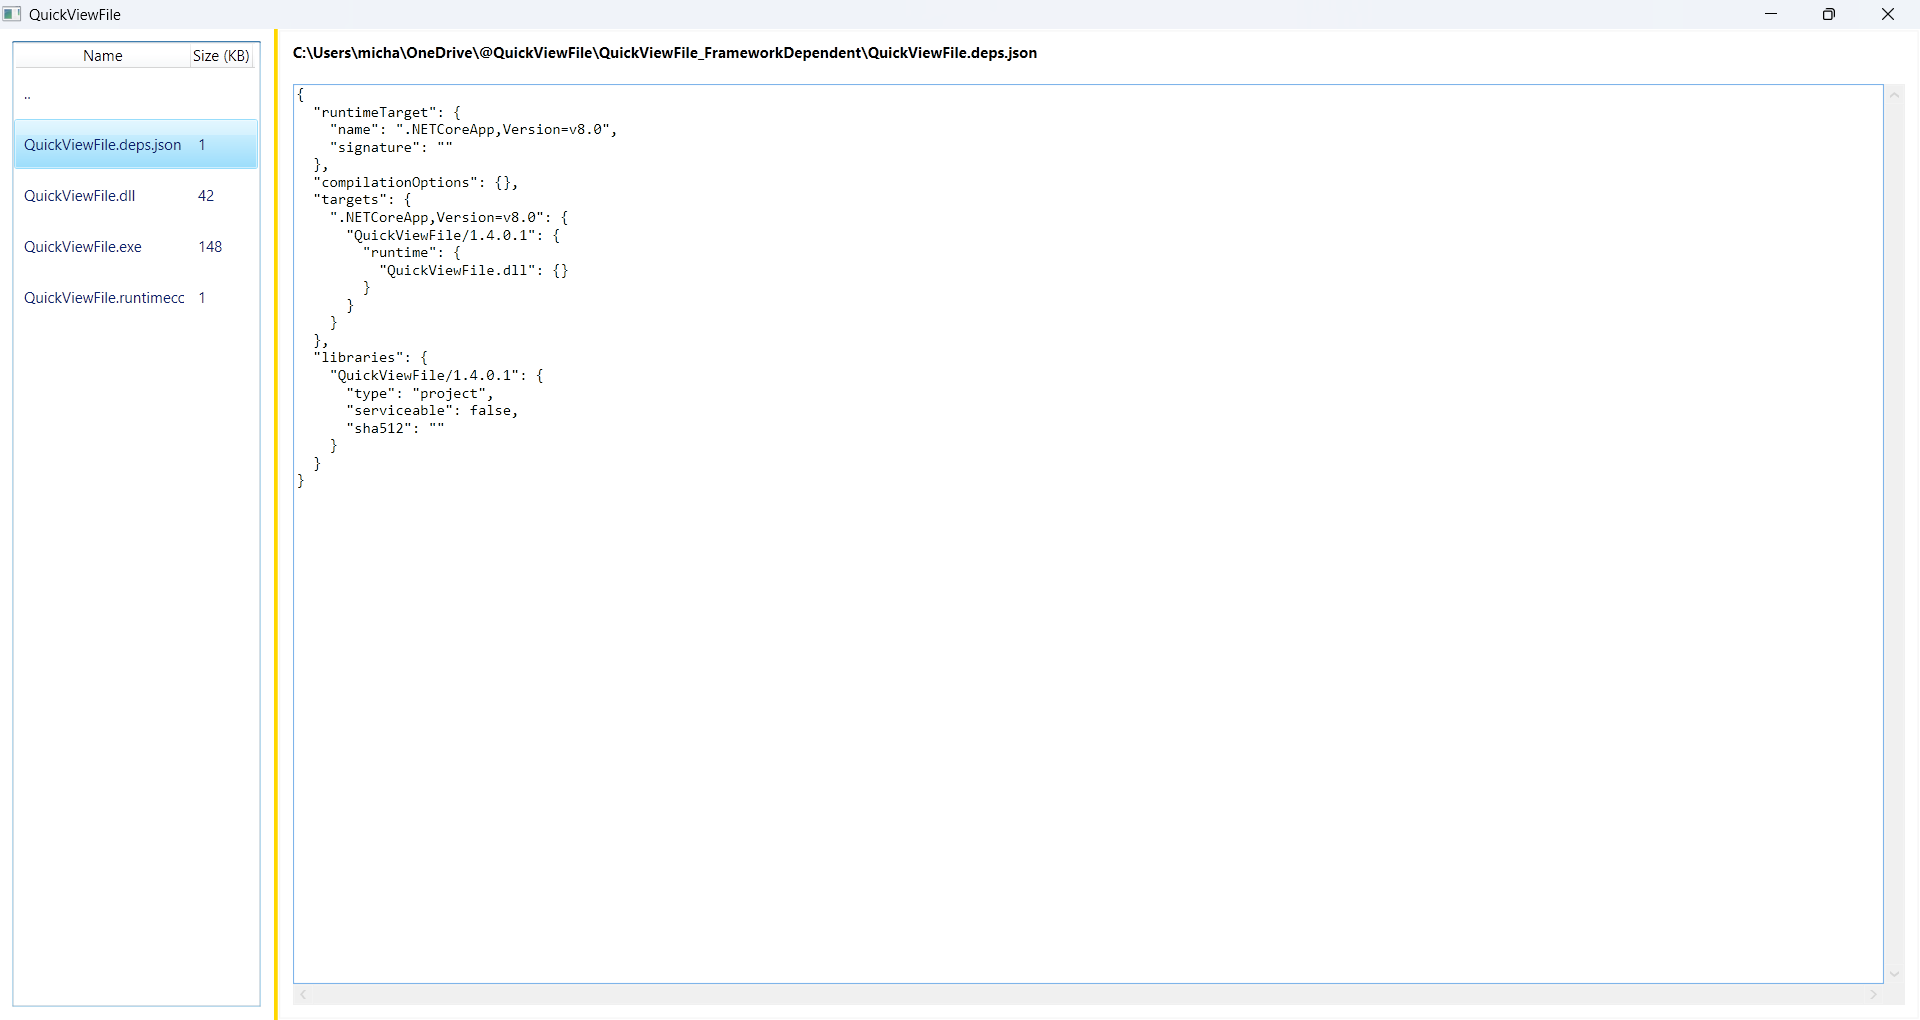 QuickViewFile
Name Size (KB)
..
QuickViewFile.deps.json 1
QuickViewFile.dll 42
QuickViewFile.exe 148
QuickViewFile.runtimecc 1
C:\Users\micha\OneDrive\@QuickViewFile\QuickViewFile_FrameworkDependent\QuickViewFile.deps.json
{
  "runtimeTarget": {
    "name": ".NETCoreApp,Version=v8.0",
    "signature": ""
  },
  "compilationOptions": {},
  "targets": {
    ".NETCoreApp,Version=v8.0": {
      "QuickViewFile/1.4.0.1": {
        "runtime": {
          "QuickViewFile.dll": {}
        }
      }
    }
  },
  "libraries": {
    "QuickViewFile/1.4.0.1": {
      "type": "project",
      "serviceable": false,
      "sha512": ""
    }
  }
}